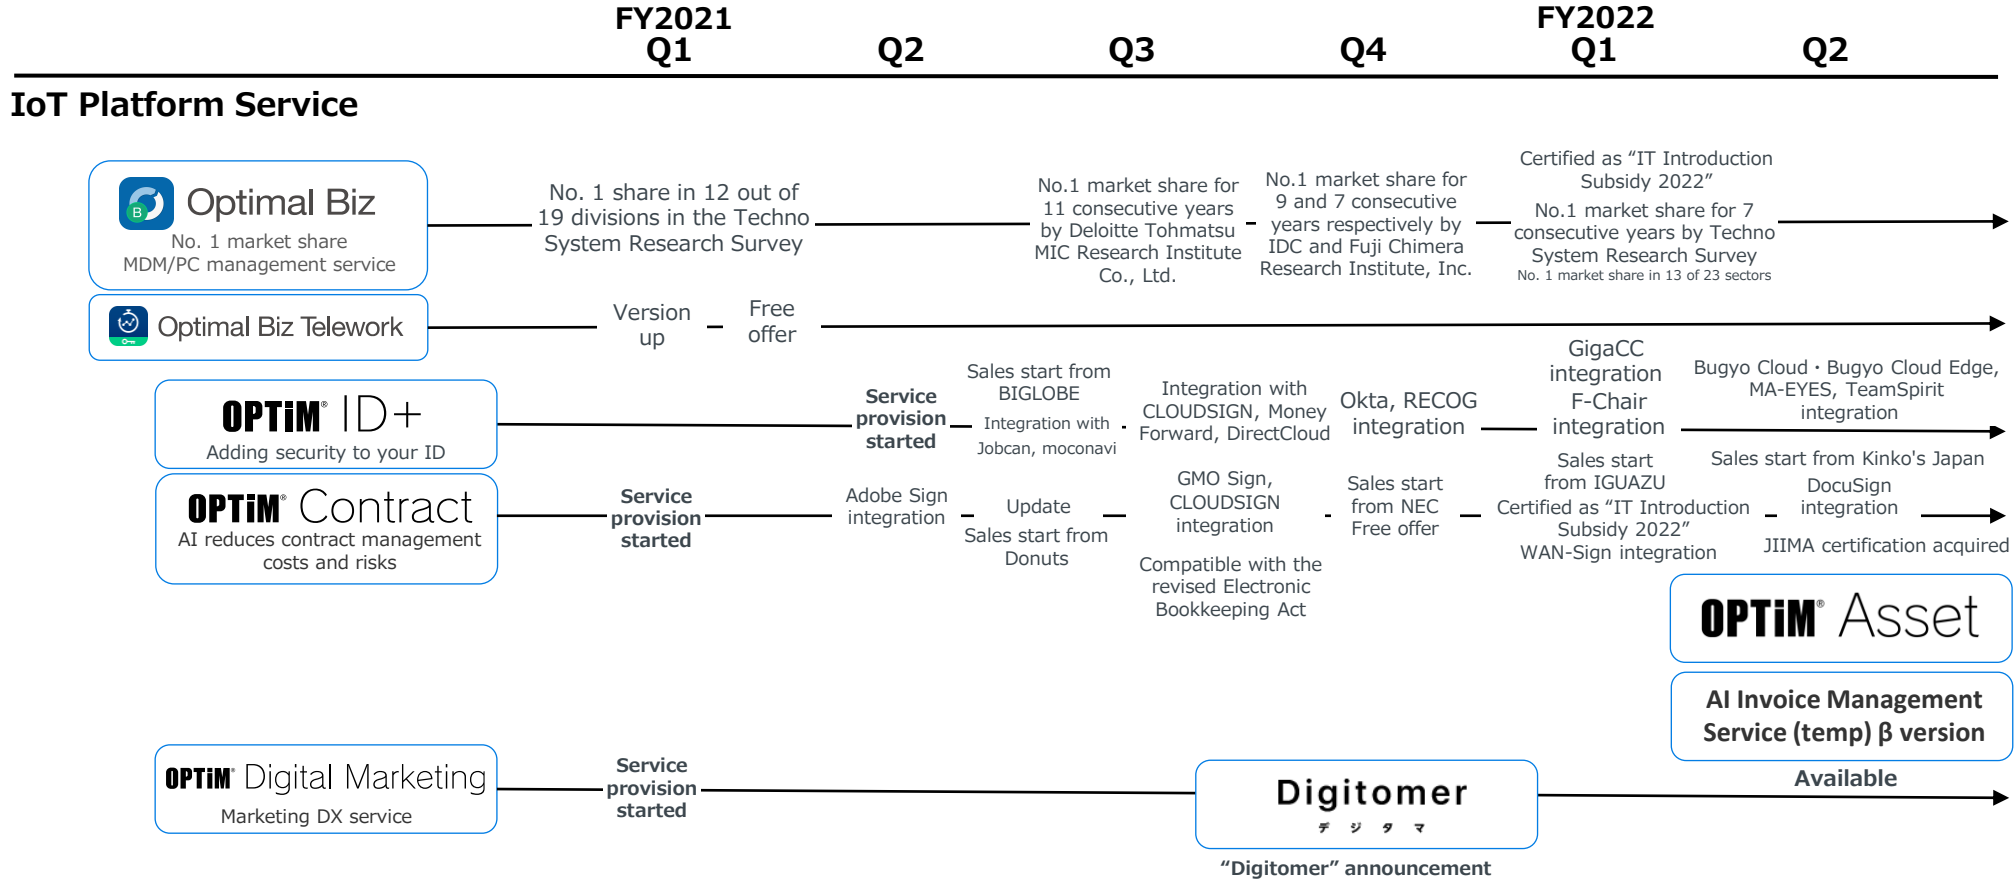 FY2021
FY2022
Q1
Q2
Q3
Q4
Q1
Q2
IoT Platform Service
B
Optimal Biz
No. 1 market share
MDM/PC management service
No. 1 share in 12 out of
19 divisions in the Techno
System Research Survey
No.1 market share for
11 consecutive years
by Deloitte Tohmatsu
MIC Research Institute
Co., Ltd.
No.1 market share for
9 and 7 consecutive
years respectively by
IDC and Fuji Chimera
Research Institute, Inc.
Certified as “IT Introduction
Subsidy 2022”
No.1 market share for 7
consecutive years by Techno
System Research Survey
No. 1 market share in 13 of 23 sectors
Optimal Biz Telework
Version
up
Free
offer
OPTiM® ID+
Adding security to your ID
Service
provision
started
Sales start from
BIGLOBE
Integration with
Jobcan, moconavi
Integration with
CLOUDSIGN, Money
Forward, DirectCloud
Okta, RECOG
integration
GigaCC
integration
F-Chair
integration
Bugyo Cloud・Bugyo Cloud Edge,
MA-EYES, TeamSpirit
integration
OPTiM® Contract
AI reduces contract management
costs and risks
Service
provision
started
Adobe Sign
integration
Update
Sales start from
Donuts
GMO Sign,
CLOUDSIGN
integration
Compatible with the
revised Electronic
Bookkeeping Act
Sales start
from NEC
Free offer
Sales start
from IGUAZU
Certified as “IT Introduction
Subsidy 2022”
WAN-Sign integration
Sales start from Kinko's Japan
DocuSign
integration
JIIMA certification acquired
OPTiM® Asset
AI Invoice Management
Service (temp) β version
Available
OPTiM® Digital Marketing
Marketing DX service
Service
provision
started
Digitomer
デジタマ
“Digitomer” announcement